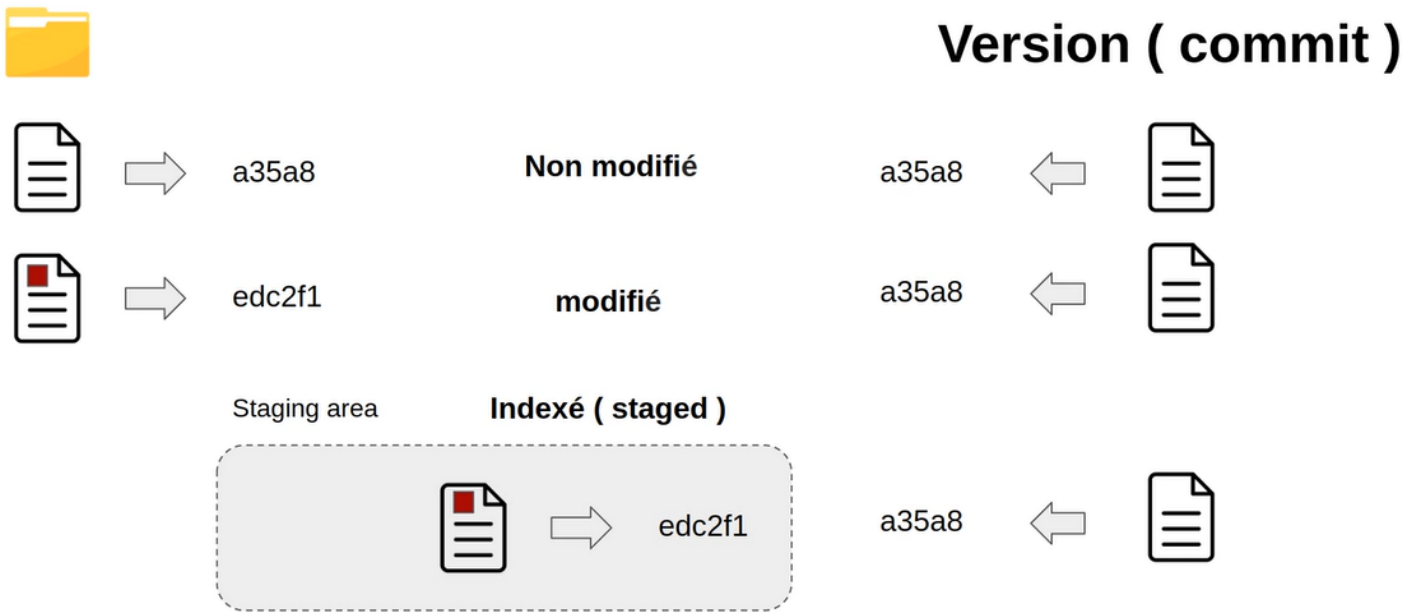 Version ( commit )
a35a8 Non modifié a35a8
edc2f1 modifié a35a8
Staging area Indexé ( staged )
edc2f1 a35a8